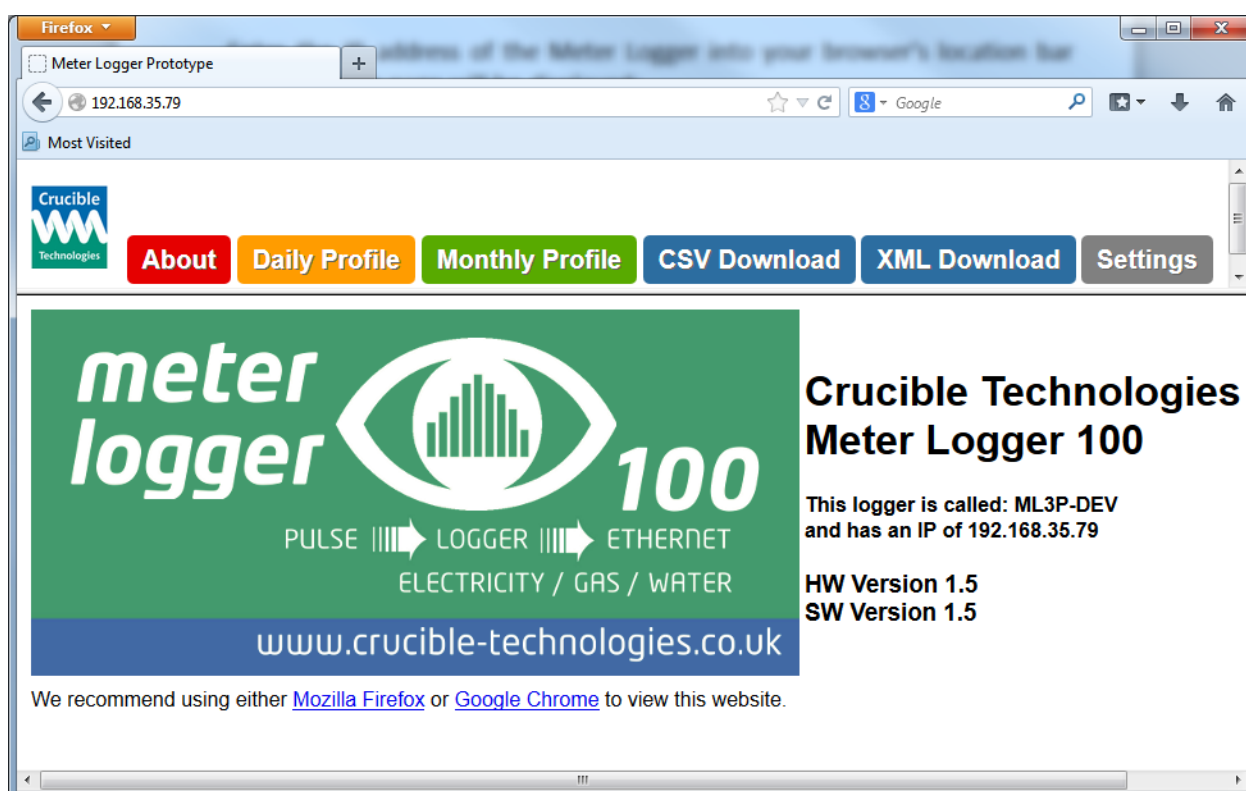 Firefox
Meter Logger Prototype
192.168.35.79
8 Google
Most Visited
Crucible
Technologies
About Daily Profile Monthly Profile CSV Download XML Download Settings
meter
logger
100
PULSE LOGGER ETHERNET
ELECTRICITY / GAS / WATER
www.crucible-technologies.co.uk
Crucible Technologies
Meter Logger 100
This logger is called: ML3P-DEV
and has an IP of 192.168.35.79
HW Version 1.5
SW Version 1.5
We recommend using either Mozilla Firefox or Google Chrome to view this website.